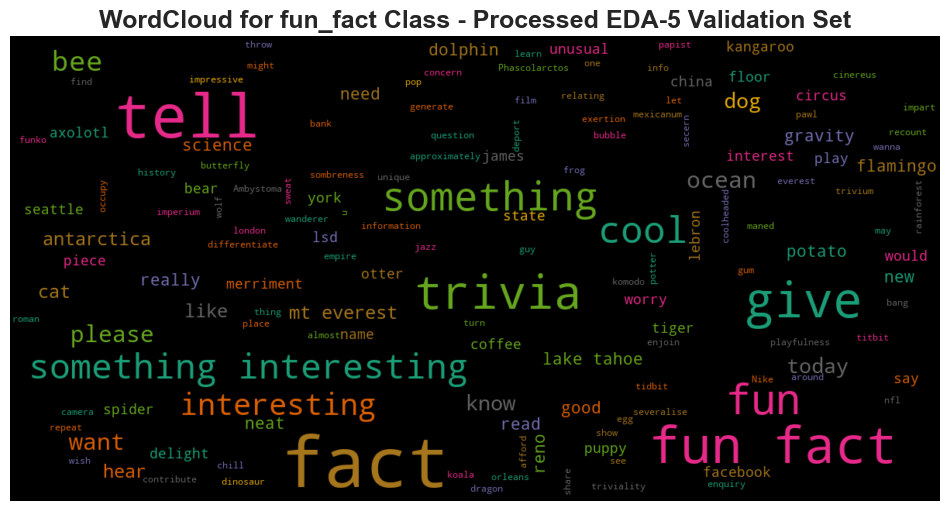 WordCloud for fun_fact Class - Processed EDA-5 Validation Set
throw
papist
dolphin
unusual
kangaroo
bee
might
learn
find
impressive
concern
Phascolarctos
one
info
china
floor
cinereus
tell
need
pop
generate
film
relating
let
dog
circus
funko
axolotl
science
bank
question
deport
exertion
bubble
mexicanum
secern
pawl
impart
gravity
recount
butterfly
approximately
james
interest
play
wanna
flamingo
history
sombreness
unique
frog
ocean
everest
trivium
occupy
bear
Ambystoma
sweat
york
something
seattle
imperium
wolf
wanderer
n
state
cool
lebron
coolheaded
maned
may
rainforest
antarctica
london
differentiate
lsd
information
empire
jazz
guy
potato
would
piece
really
merriment
otter
trivia
komodo
potter
gum
new
cat
like
mt everest
worry
give
bang
roman
thing
place
almost
name
turn
tiger
enjoin
playfulness
titbit
please
coffee
lake tahoe
something interesting
today
Nike
around
say
tidbit
nfl
camera
spider
interesting
know
good
egg
severalise
fun
repeat
neat
read
want
wish
delight
fact
afford
reno
show
see
puppy
fun fact
hear
contribute
chill
dinosaur
koala
dragon
orleans
share
triviality
facebook
enquiry